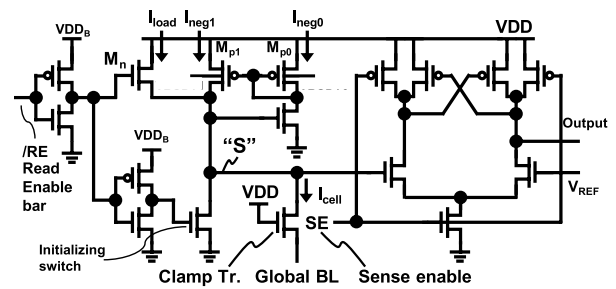 I_load I_neg1 I_neg0
VDD_B VDD
M_n M_p1 M_p0
Output
/RE
Read
Enable
bar
VDD_B
"S"
I_cell
VDD
SE
V_REF
Initializing
switch
Clamp Tr. Global BL Sense enable